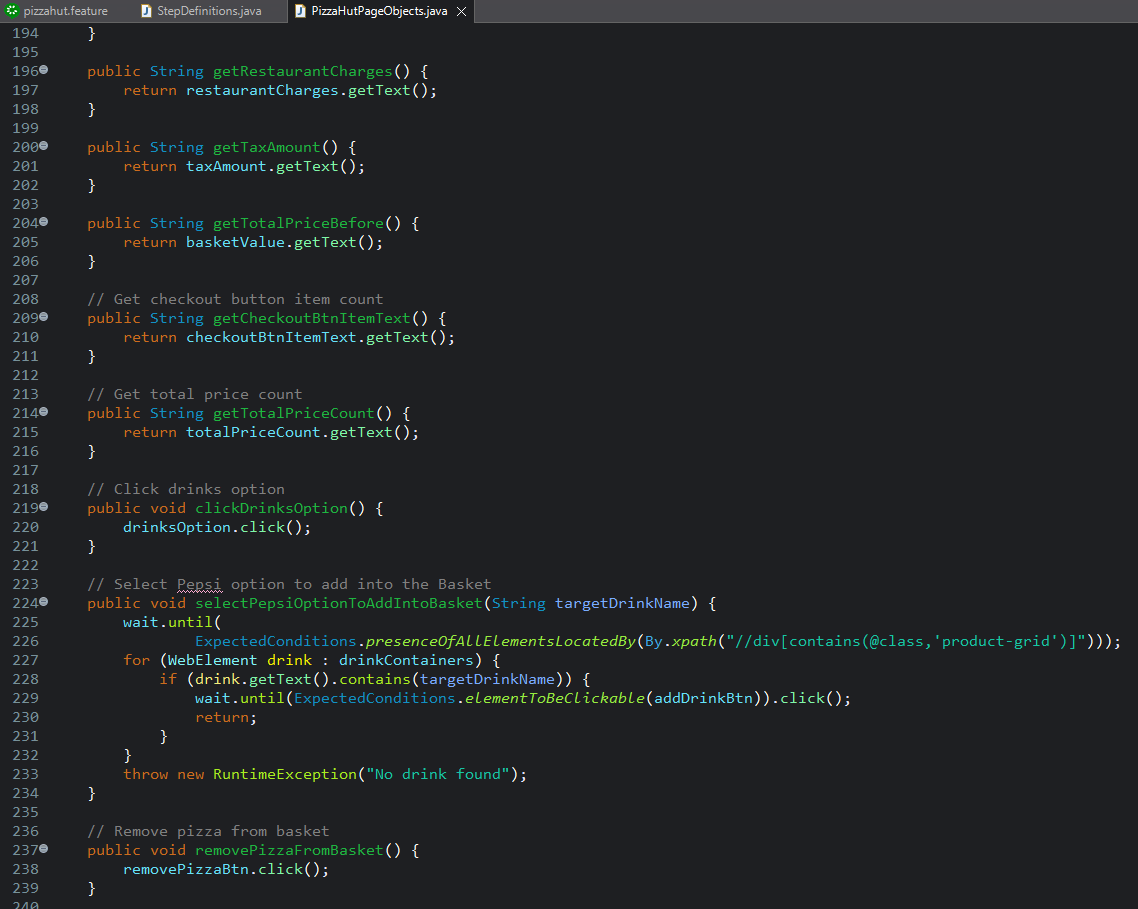 pizzahut.feature StepDefinitions.java PizzaHutPageObjects.java
194     }
195
196     public String getRestaurantCharges() {
197         return restaurantCharges.getText();
198     }
199
200     public String getTaxAmount() {
201         return taxAmount.getText();
202     }
203
204     public String getTotalPriceBefore() {
205         return basketValue.getText();
206     }
207
208     // Get checkout button item count
209     public String getCheckoutBtnItemText() {
210         return checkoutBtnItemText.getText();
211     }
212
213     // Get total price count
214     public String getTotalPriceCount() {
215         return totalPriceCount.getText();
216     }
217
218     // Click drinks option
219     public void clickDrinksOption() {
220         drinksOption.click();
221     }
222
223     // Select Pepsi option to add into the Basket
224     public void selectPepsiOptionToAddIntoBasket(String targetDrinkName) {
225         wait.until(
226                 ExpectedConditions.presenceOfAllElementsLocatedBy(By.xpath("//div[contains(@class,'product-grid')]")));
227         for (WebElement drink : drinkContainers) {
228             if (drink.getText().contains(targetDrinkName)) {
229                 wait.until(ExpectedConditions.elementToBeClickable(addDrinkBtn)).click();
230                 return;
231             }
232         }
233         throw new RuntimeException("No drink found");
234     }
235
236     // Remove pizza from basket
237     public void removePizzaFromBasket() {
238         removePizzaBtn.click();
239     }
240